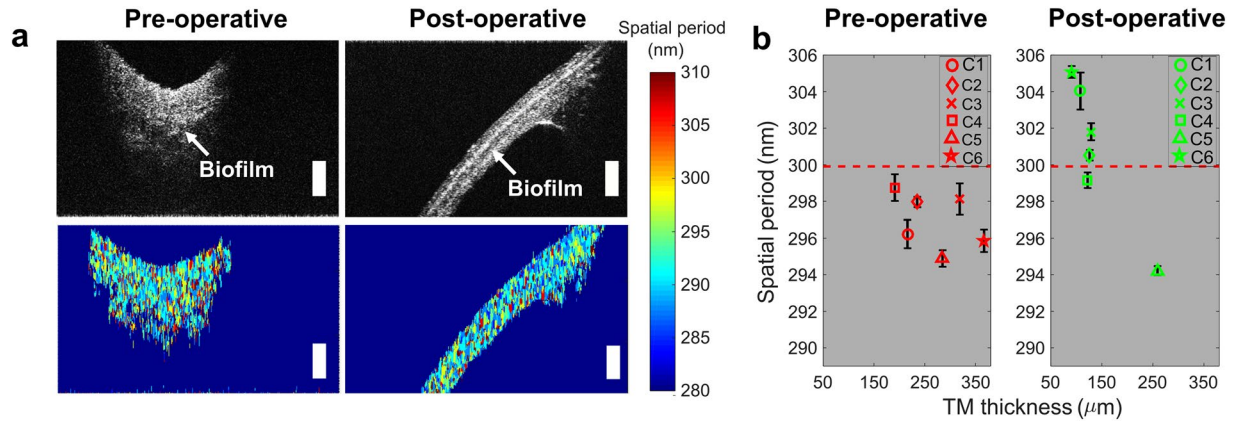 a
Pre-operative
Post-operative
Spatial period
(nm)
Biofilm
Biofilm
310
305
300
295
290
285
280
b
Pre-operative
Post-operative
Spatial period (nm)
306
304
302
300
298
296
294
292
290
50
150
250
350
C1
C2
C3
C4
C5
C6
306
304
302
300
298
296
294
292
290
50
150
250
350
C1
C2
C3
C4
C5
C6
TM thickness (μm)